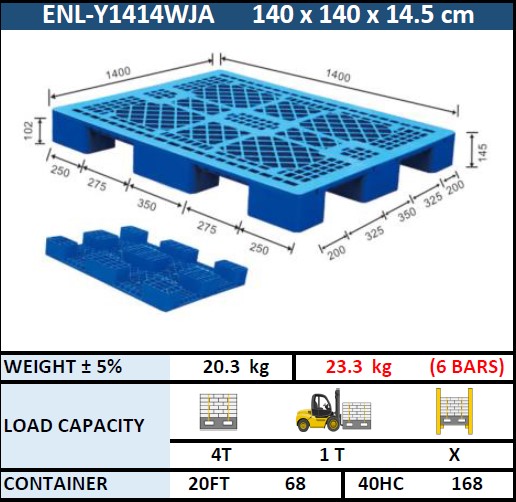 ENL-Y1414WJA 140 x 140 x 14.5 cm
1400 1400
102 145
250 275 350 275 250
200 325 350 325 200
WEIGHT ± 5% 20.3 kg 23.3 kg (6 BARS)
LOAD CAPACITY
4T 1 T X
CONTAINER 20FT 68 40HC 168